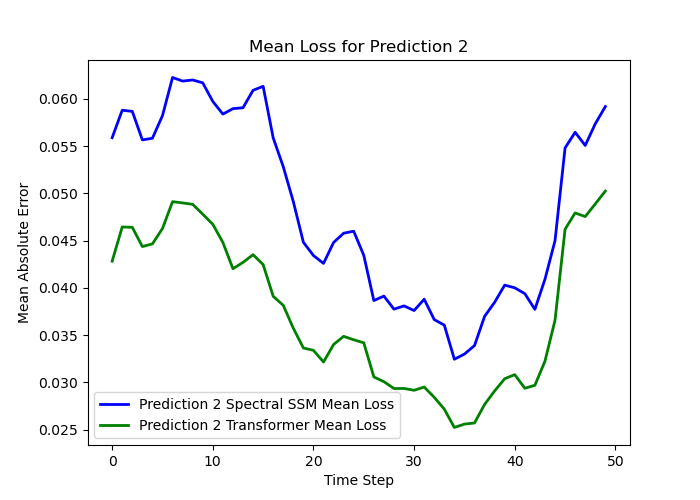 Mean Loss for Prediction 2
Mean Absolute Error
0.060
0.055
0.050
0.045
0.040
0.035
0.030
0.025
Prediction 2 Spectral SSM Mean Loss
Prediction 2 Transformer Mean Loss
0 10 20 30 40 50
Time Step